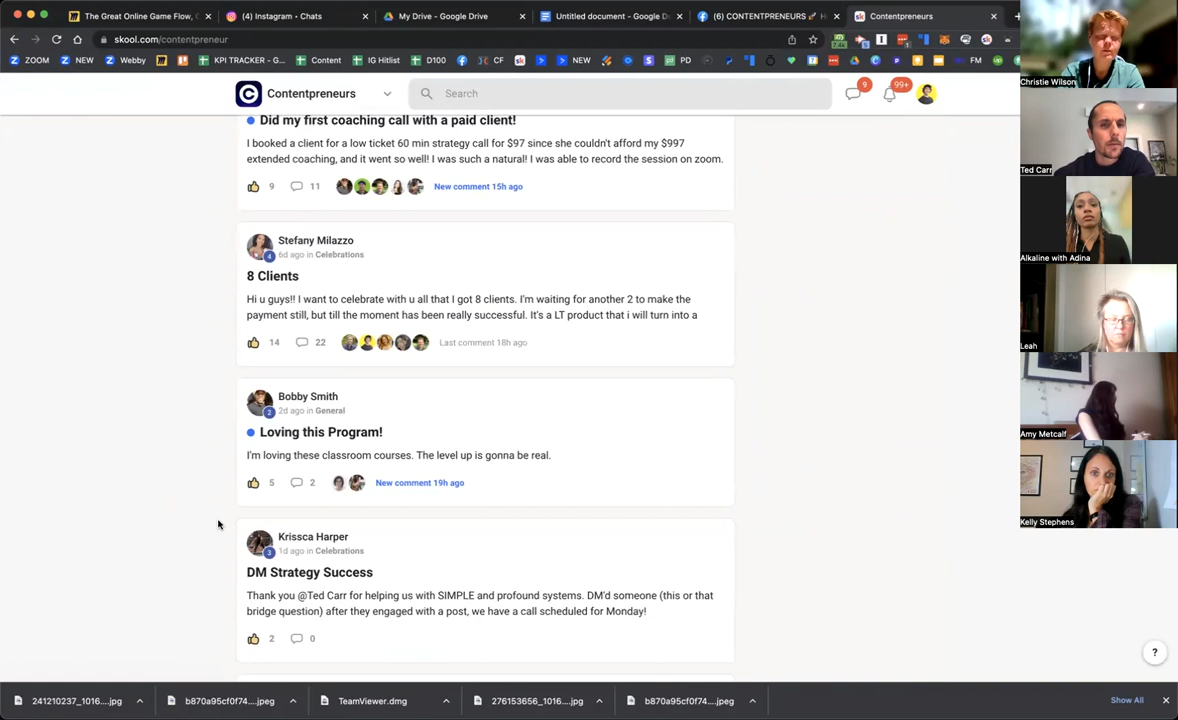 The Great Online Game Flow,
(4) Instagram • Chats
My Drive - Google Drive
Untitled document - Google D
(6) CONTENTPRENEURS
Contentpreneurs
skool.com/contentpreneur
ZOOM
NEW
Webby
KPI TRACKER - G...
Content
IG Hitlist
D100
CF
NEW
PD
FM
Contentpreneurs
Search
9
99+
Did my first coaching call with a paid client!
I booked a client for a low ticket 60 min strategy call for $97 since she couldn't afford my $997
extended coaching, and it went so well! I was such a natural! I was able to record the session on zoom.
9
11
New comment 15h ago
Stefany Milazzo
4
6d ago in Celebrations
8 Clients
Hi u guys!! I want to celebrate with u all that I got 8 clients. I'm waiting for another 2 to make the
payment still, but till the moment has been really successful. It's a LT product that i will turn into a
14
22
Last comment 18h ago
Bobby Smith
2
2d ago in General
Loving this Program!
I'm loving these classroom courses. The level up is gonna be real.
5
2
New comment 19h ago
Krissca Harper
3
1d ago in Celebrations
DM Strategy Success
Thank you @Ted Carr for helping us with SIMPLE and profound systems. DM'd someone (this or that
bridge question) after they engaged with a post, we have a call scheduled for Monday!
2
0
?
241210237_1016....jpg
b870a95cf0f74....jpeg
TeamViewer.dmg
276153656_1016....jpg
b870a95cf0f74....jpeg
Show All
Christie Wilson
Ted Carr
Alkaline with Adina
Leah
Amy Metcalf
Kelly Stephens